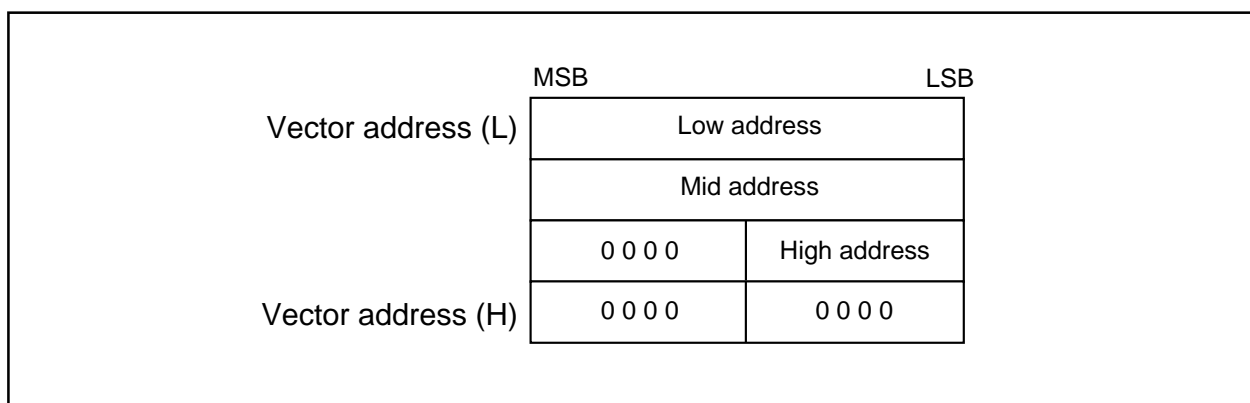 MSB LSB
Vector address (L) Low address
Mid address
0 0 0 0 High address
Vector address (H) 0 0 0 0 0 0 0 0